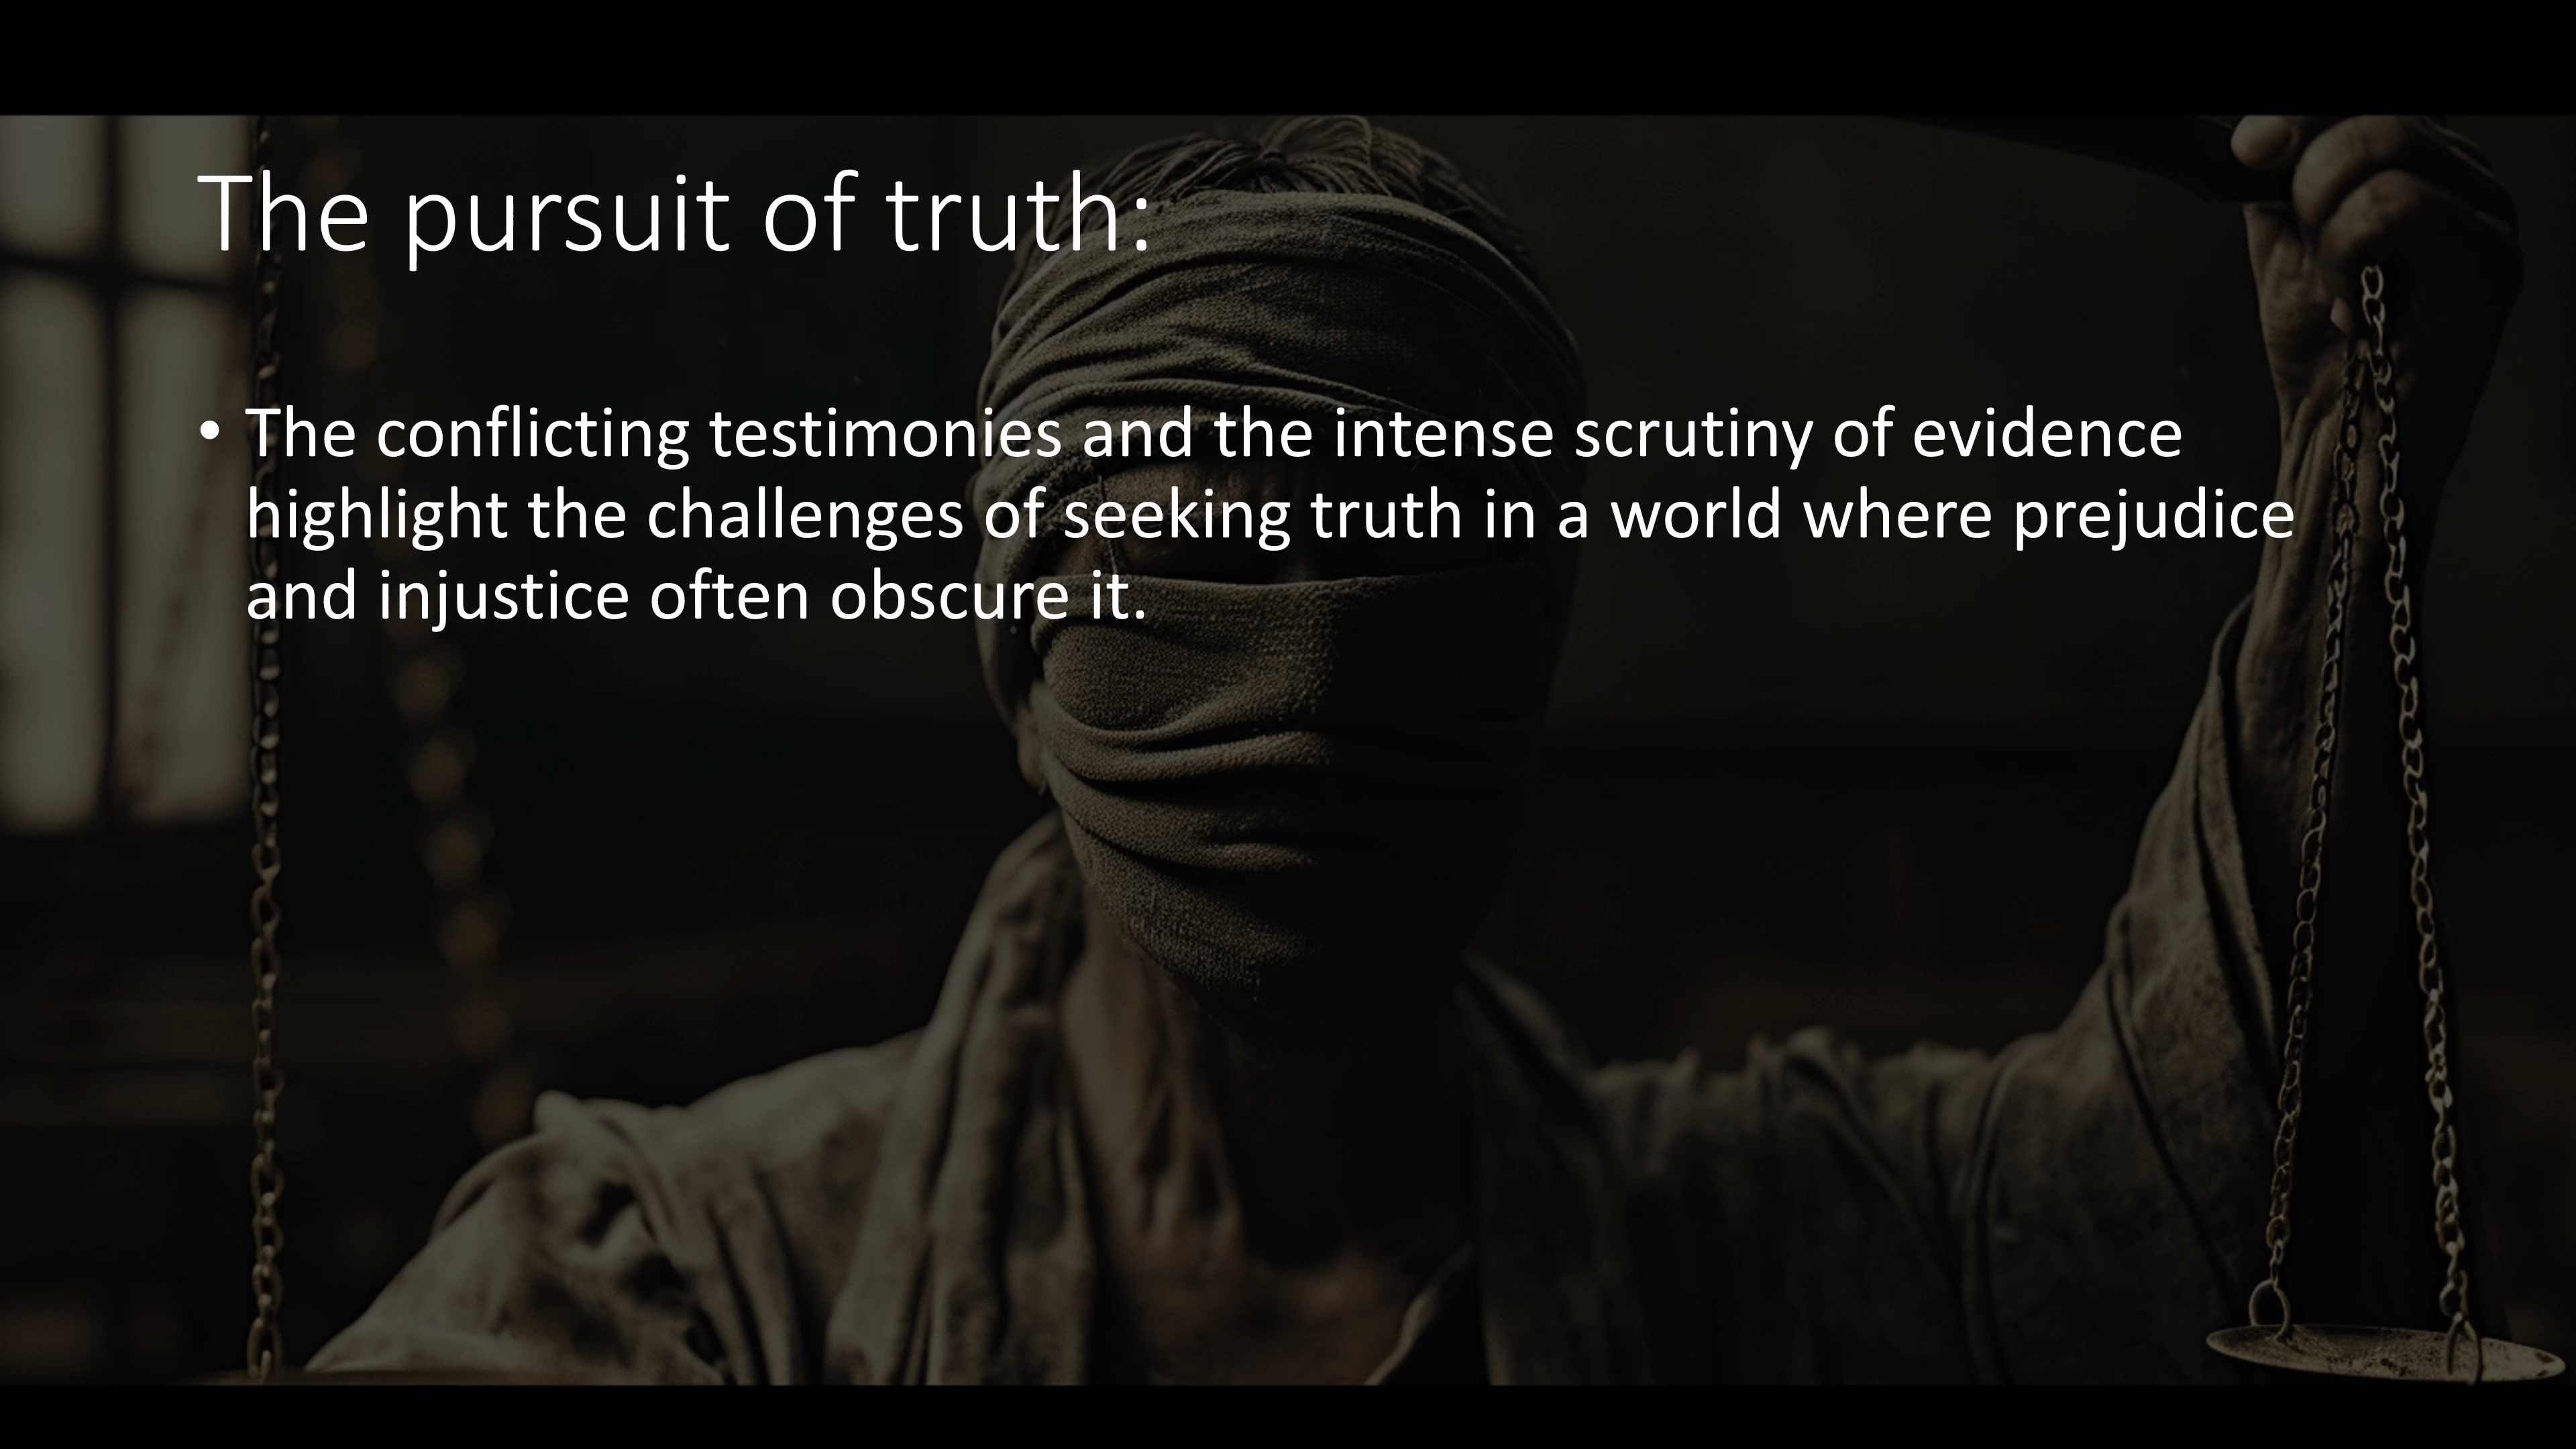 The pursuit of truth:
• The conflicting testimonies and the intense scrutiny of evidence
highlight the challenges of seeking truth in a world where prejudice
and injustice often obscure it.